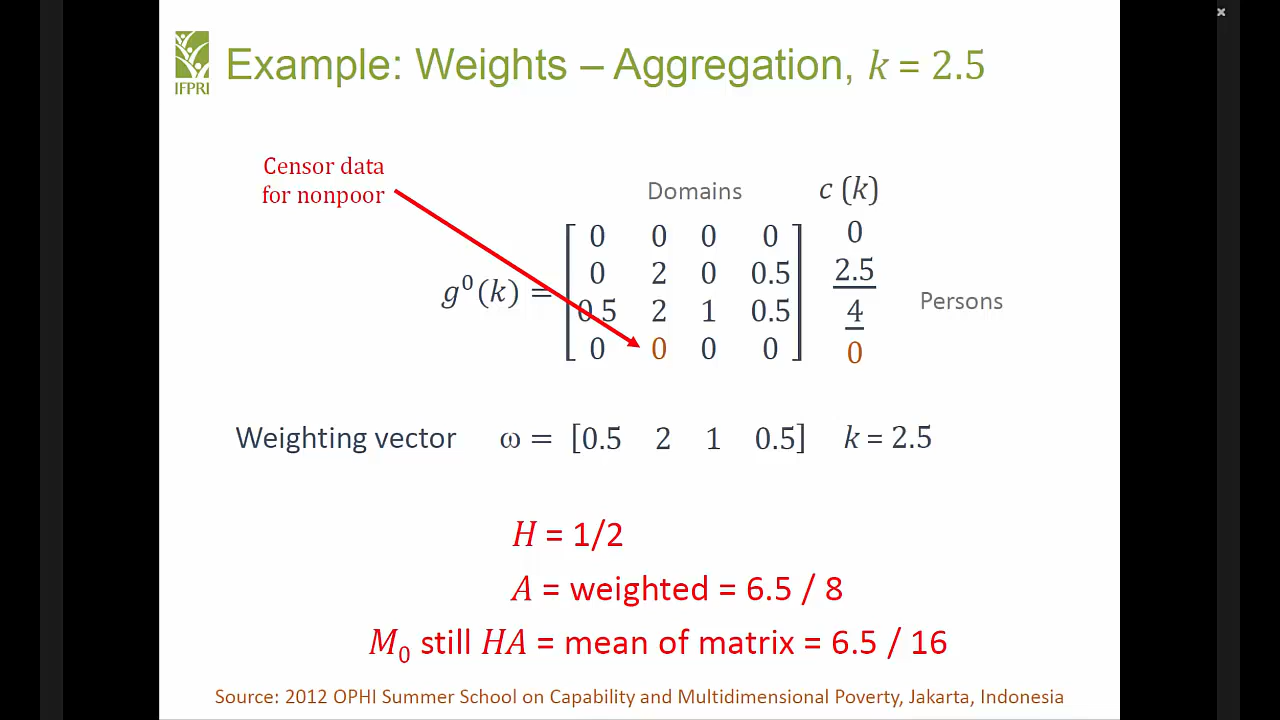 IFPRI
Example: Weights – Aggregation, k = 2.5
Censor data
for nonpoor
Domains
c (k)
0 0 0 0 0
0 2 0 0.5 2.5
g⁰(k) =
0.5 2 1 0.5 4
Persons
0 0 0 0 0
Weighting vector ω = [0.5 2 1 0.5] k = 2.5
H = 1/2
A = weighted = 6.5 / 8
M₀ still HA = mean of matrix = 6.5 / 16
Source: 2012 OPHI Summer School on Capability and Multidimensional Poverty, Jakarta, Indonesia